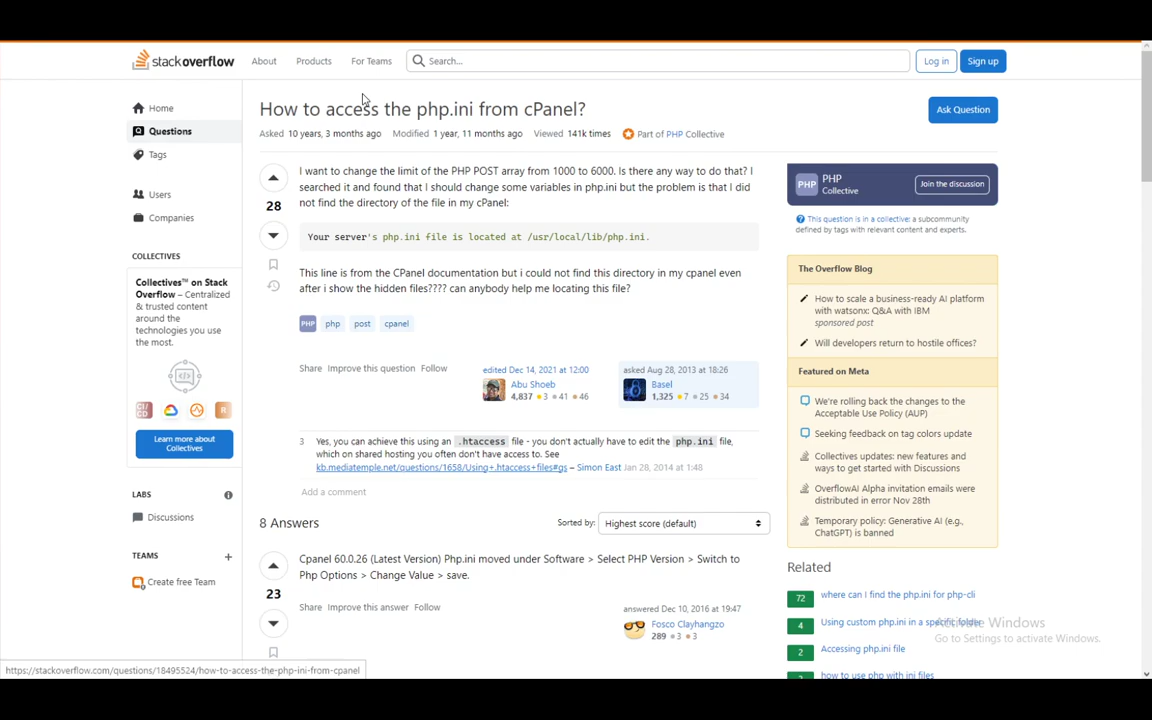 stackoverflow
About
Products
For Teams
Search...
Log in
Sign up
Home
Questions
Tags
Users
Companies
COLLECTIVES
Collectives™ on Stack
Overflow – Centralized
& trusted content
around the
technologies you use
the most.
CI/
CD
R
Learn more about
Collectives
LABS
Discussions
TEAMS
Create free Team
How to access the php.ini from cPanel?
Ask Question
Asked 10 years, 3 months ago Modified 1 year, 11 months ago Viewed 141k times Part of PHP Collective
28
I want to change the limit of the PHP POST array from 1000 to 6000. Is there any way to do that? I
searched it and found that I should change some variables in php.ini but the problem is that I did
not find the directory of the file in my cPanel:
Your server's php.ini file is located at /usr/local/lib/php.ini.
This line is from the CPanel documentation but i could not find this directory in my cpanel even
after i show the hidden files???? can anybody help me locating this file?
PHP php post cpanel
Share Improve this question Follow
edited Dec 14, 2021 at 12:00
Abu Shoeb
4,837 3 41 46
asked Aug 28, 2013 at 18:26
Basel
1,325 7 25 34
3 Yes, you can achieve this using an .htaccess file - you don't actually have to edit the php.ini file,
which on shared hosting you often don't have access to. See
kb.mediatemple.net/questions/1658/Using+.htaccess+files#gs – Simon East Jan 28, 2014 at 1:48
Add a comment
8 Answers
Sorted by: Highest score (default)
23
Cpanel 60.0.26 (Latest Version) Php.ini moved under Software > Select PHP Version > Switch to
Php Options > Change Value > save.
Share Improve this answer Follow
answered Dec 10, 2016 at 19:47
Fosco Clayhangzo
289 3 3
PHP PHP
Collective
Join the discussion
This question is in a collective: a subcommunity
defined by tags with relevant content and experts.
The Overflow Blog
How to scale a business-ready AI platform
with watsonx: Q&A with IBM
sponsored post
Will developers return to hostile offices?
Featured on Meta
We're rolling back the changes to the
Acceptable Use Policy (AUP)
Seeking feedback on tag colors update
Collectives updates: new features and
ways to get started with Discussions
OverflowAI Alpha invitation emails were
distributed in error Nov 28th
Temporary policy: Generative AI (e.g.,
ChatGPT) is banned
Related
72 where can I find the php.ini for php-cli
4 Using custom php.ini in a specific folder
2 Accessing php.ini file
how to use php with ini files
Activate Windows
Go to Settings to activate Windows.
https://stackoverflow.com/questions/18495524/how-to-access-the-php-ini-from-cpanel